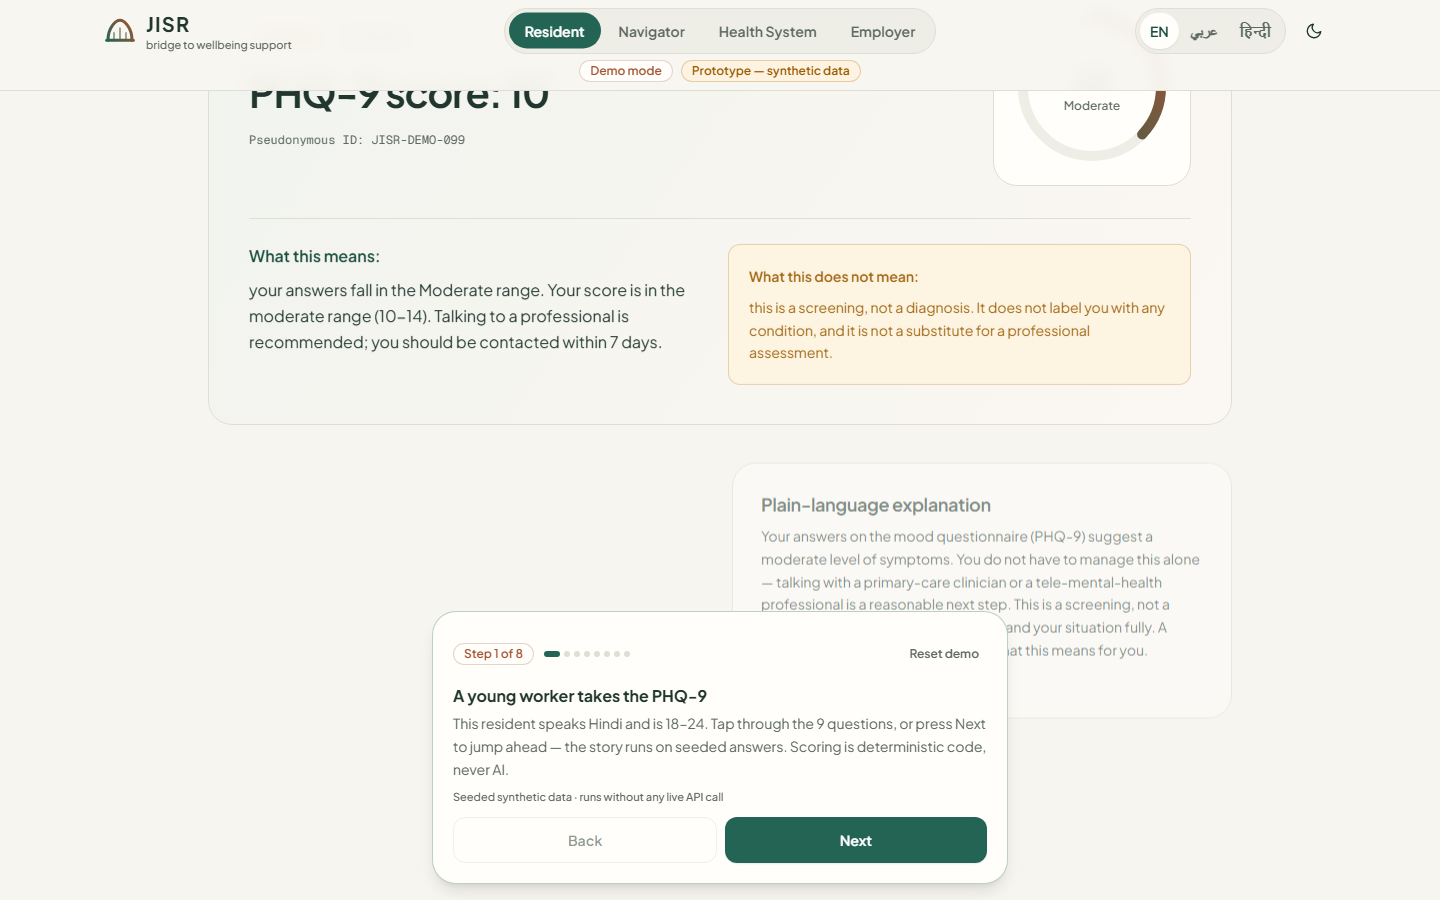 JISR
bridge to wellbeing support
Resident
Navigator
Health System
Employer
EN
عربي
हिन्दी
Demo mode
Prototype — synthetic data
PHQ-9 score: 10
Pseudonymous ID: JISR-DEMO-099
Moderate
What this means:
your answers fall in the Moderate range. Your score is in the
moderate range (10–14). Talking to a professional is
recommended; you should be contacted within 7 days.
What this does not mean:
this is a screening, not a diagnosis. It does not label you with any
condition, and it is not a substitute for a professional
assessment.
Plain-language explanation
Your answers on the mood questionnaire (PHQ-9) suggest a
moderate level of symptoms. You do not have to manage this alone
— talking with a primary-care clinician or a tele-mental-health
professional is a reasonable next step. This is a screening, not a
and your situation fully. A
this means for you.
Step 1 of 8
Reset demo
A young worker takes the PHQ-9
This resident speaks Hindi and is 18–24. Tap through the 9 questions, or press Next
to jump ahead — the story runs on seeded answers. Scoring is deterministic code,
never AI.
Seeded synthetic data · runs without any live API call
Back
Next